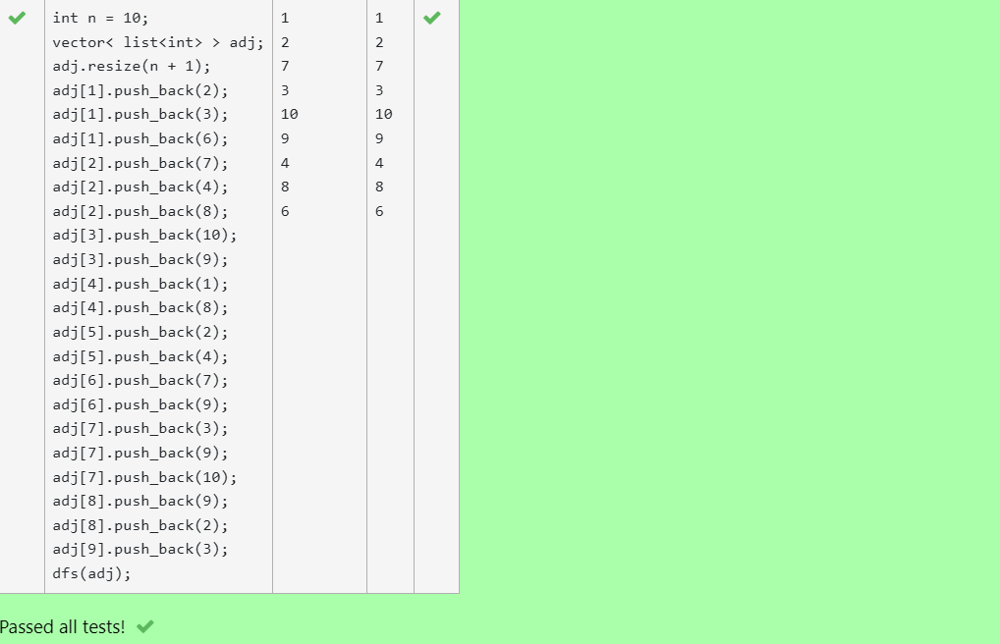 int n = 10; 1 1
vector< list<int> > adj; 2 2
adj.resize(n + 1); 7 7
adj[1].push_back(2); 3 3
adj[1].push_back(3); 10 10
adj[1].push_back(6); 9 9
adj[2].push_back(7); 4 4
adj[2].push_back(4); 8 8
adj[2].push_back(8); 6 6
adj[3].push_back(10);
adj[3].push_back(9);
adj[4].push_back(1);
adj[4].push_back(8);
adj[5].push_back(2);
adj[5].push_back(4);
adj[6].push_back(7);
adj[6].push_back(9);
adj[7].push_back(3);
adj[7].push_back(9);
adj[7].push_back(10);
adj[8].push_back(9);
adj[8].push_back(2);
adj[9].push_back(3);
dfs(adj);
Passed all tests!